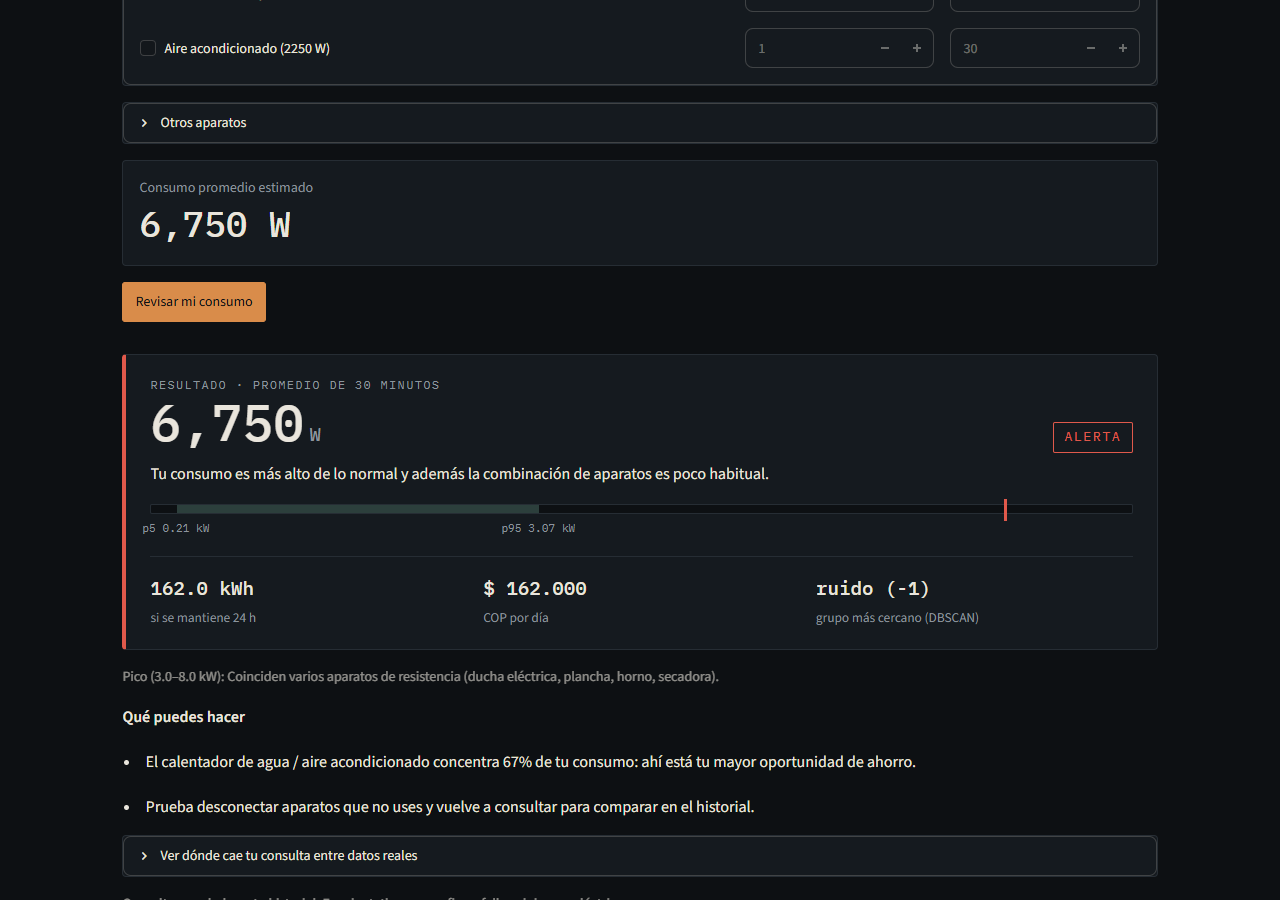 Aire acondicionado (2250 W)
1
30
Otros aparatos
Consumo promedio estimado
6,750 W
Revisar mi consumo
RESULTADO · PROMEDIO DE 30 MINUTOS
6,750 W
ALERTA
Tu consumo es más alto de lo normal y además la combinación de aparatos es poco habitual.
p5 0.21 kW
p95 3.07 kW
162.0 kWh
si se mantiene 24 h
$ 162.000
COP por día
ruido (-1)
grupo más cercano (DBSCAN)
Pico (3.0–8.0 kW): Coinciden varios aparatos de resistencia (ducha eléctrica, plancha, horno, secadora).
Qué puedes hacer
• El calentador de agua / aire acondicionado concentra 67% de tu consumo: ahí está tu mayor oportunidad de ahorro.
• Prueba desconectar aparatos que no uses y vuelve a consultar para comparar en el historial.
Ver dónde cae tu consulta entre datos reales